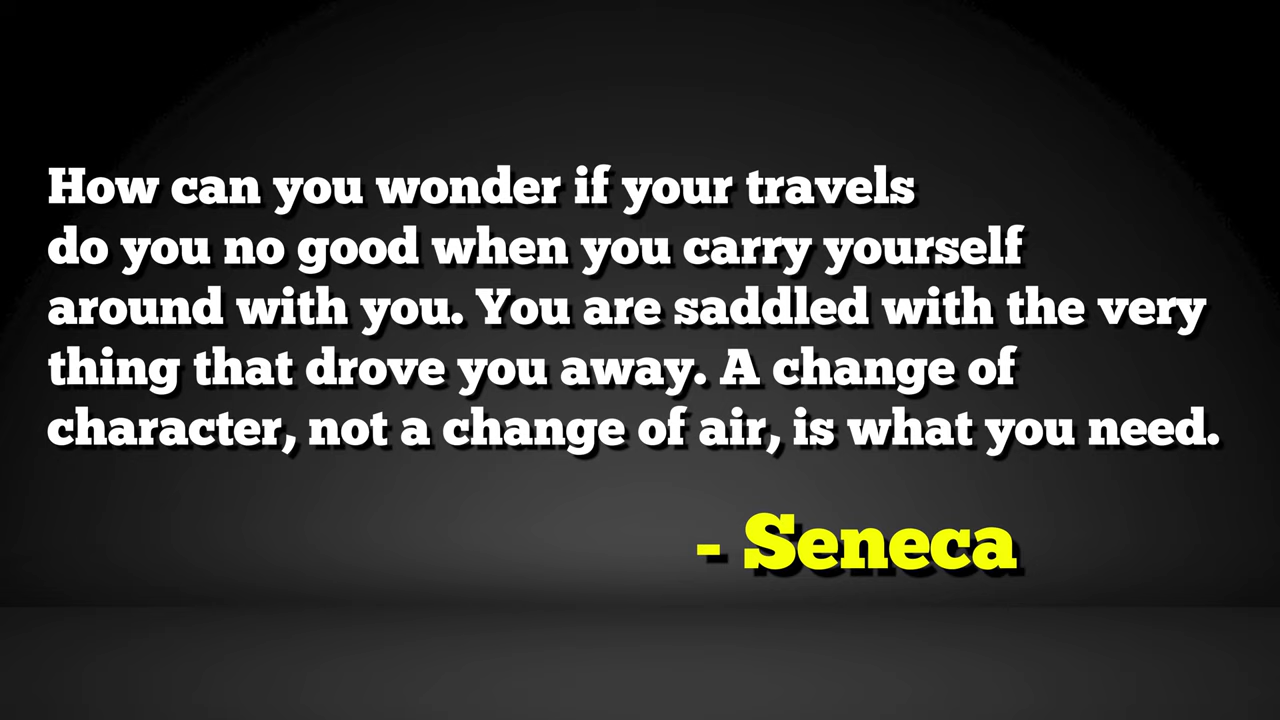 How can you wonder if your travels
do you no good when you carry yourself
around with you. You are saddled with the very
thing that drove you away. A change of
character, not a change of air, is what you need.
- Seneca